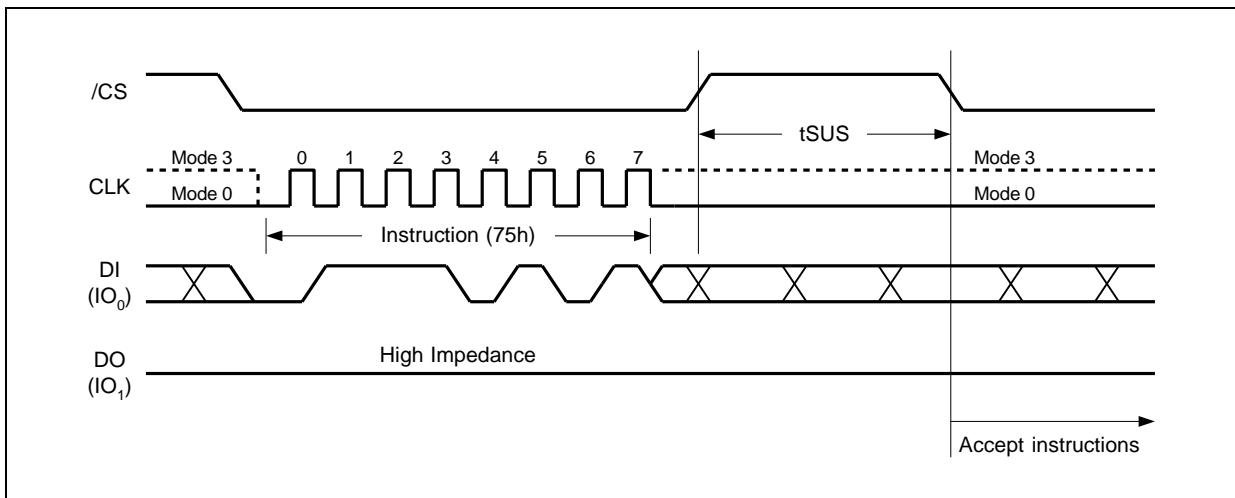 /CS
tSUS
Mode 3
0 1 2 3 4 5 6 7
Mode 3
CLK
Mode 0
Mode 0
Instruction (75h)
DI
(IO0)
High Impedance
DO
(IO1)
Accept instructions